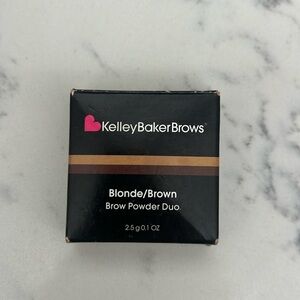 KelleyBakerBrows
Blonde/Brown
Brow Powder Duo
2.5 g 0.1 OZ